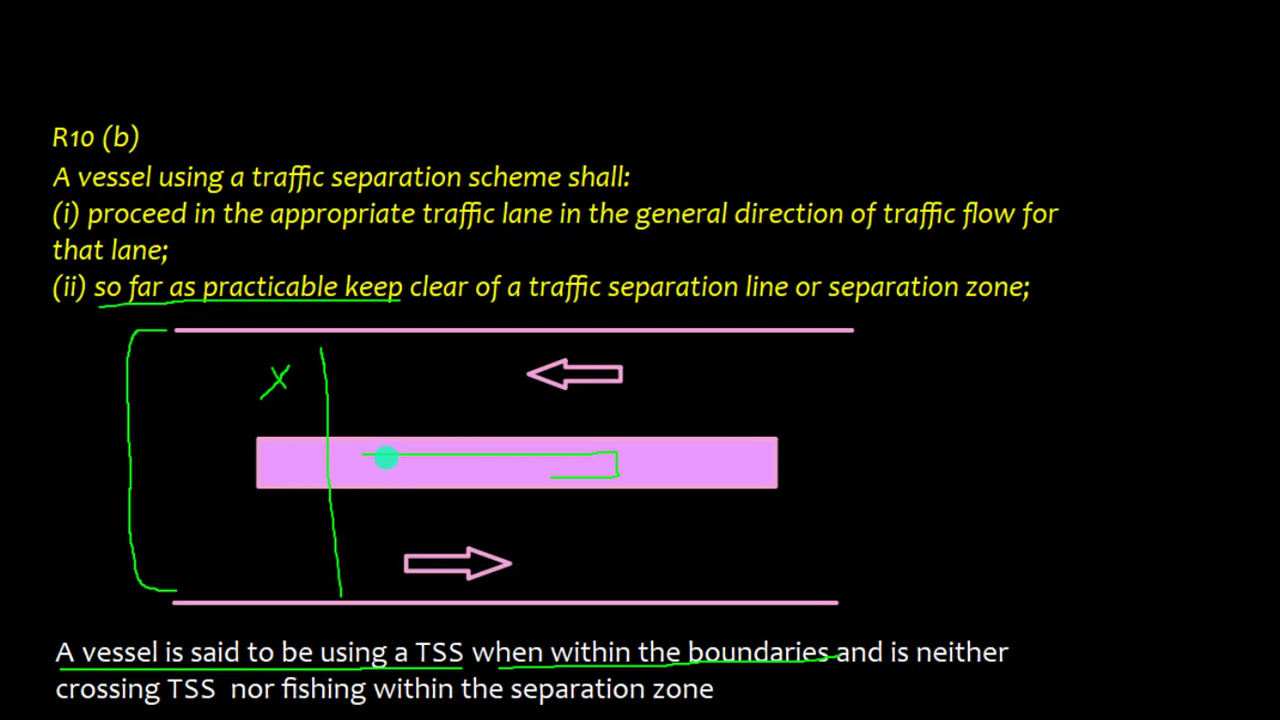 R10 (b)
A vessel using a traffic separation scheme shall:
(i) proceed in the appropriate traffic lane in the general direction of traffic flow for
that lane;
(ii) so far as practicable keep clear of a traffic separation line or separation zone;
X
A vessel is said to be using a TSS when within the boundaries and is neither
crossing TSS nor fishing within the separation zone